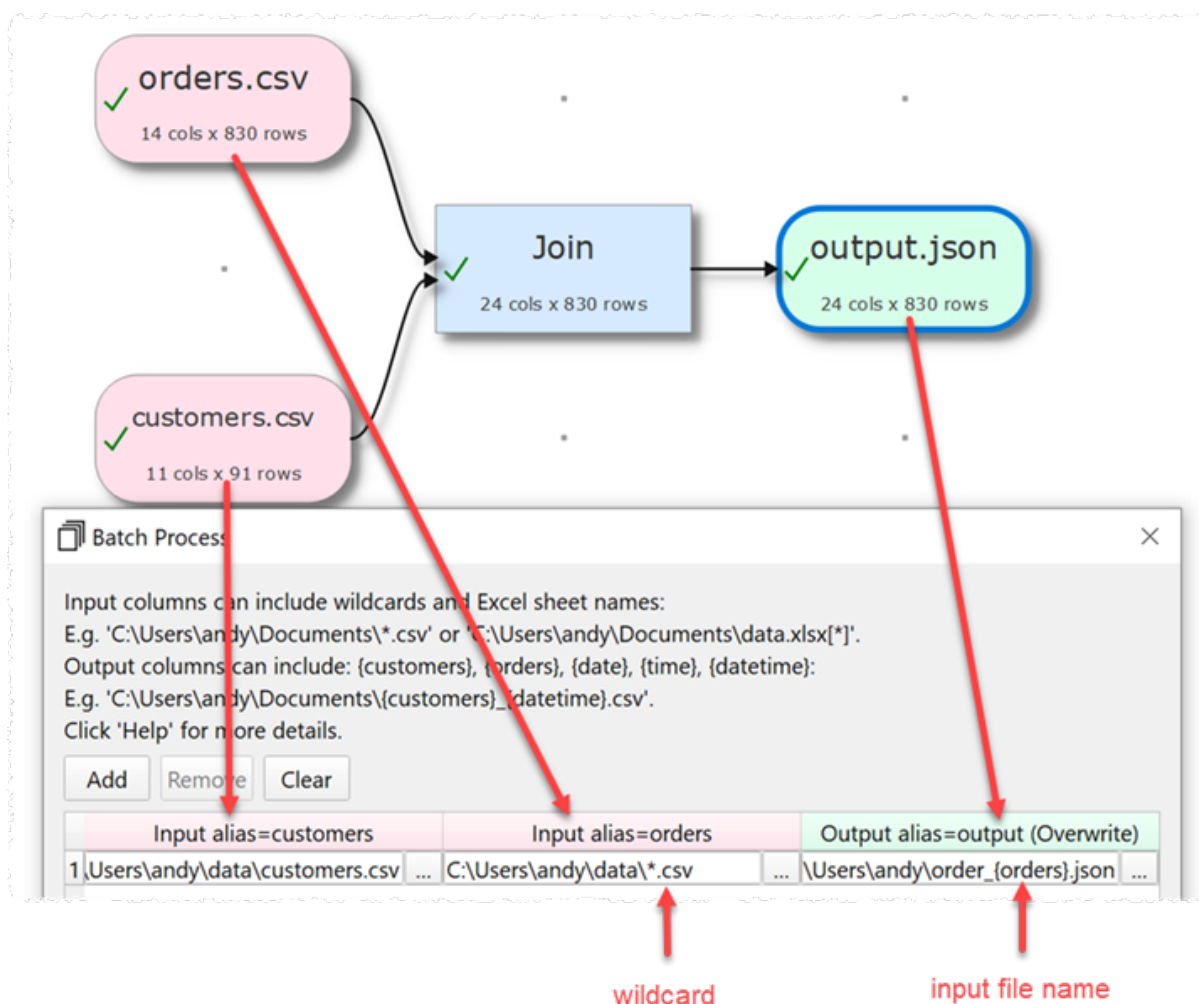 orders.csv
14 cols x 830 rows
Join
24 cols x 830 rows
output.json
24 cols x 830 rows
customers.csv
11 cols x 91 rows
Batch Process
Input columns can include wildcards and Excel sheet names:
E.g. 'C:\Users\andy\Documents\*.csv' or 'C:\Users\andy\Documents\data.xlsx[*]'.
Output columns can include: {customers}, {orders}, {date}, {time}, {datetime}:
E.g. 'C:\Users\andy\Documents\{customers}_{datetime}.csv'.
Click 'Help' for more details.
Add Remove Clear
Input alias=customers Input alias=orders Output alias=output (Overwrite)
1 \Users\andy\data\customers.csv ... C:\Users\andy\data\*.csv ... \Users\andy\order_{orders}.json ...
wildcard input file name